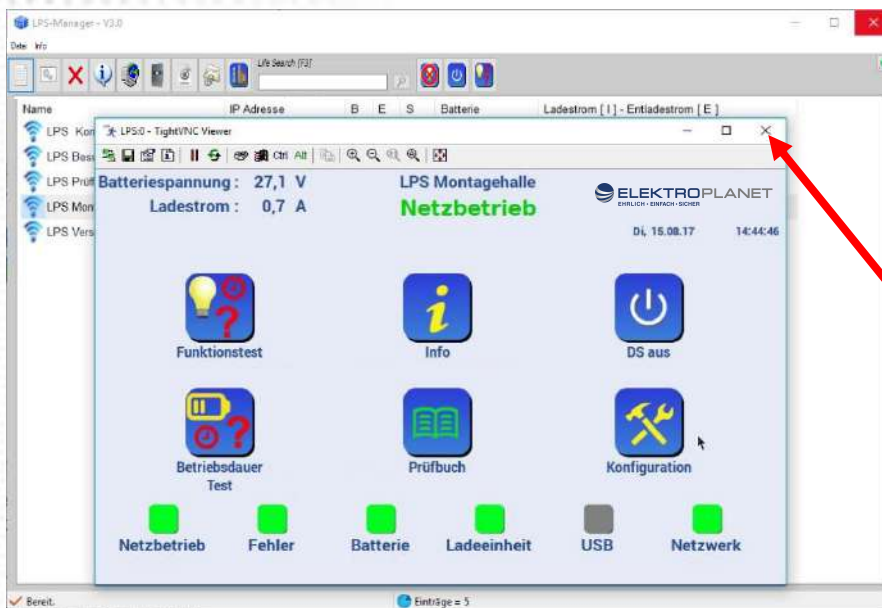 LPS-Manager - V3.0
Datei Info
Life Search [F3]
Name IP Adresse B E S Batterie Ladestrom [ I ] - Entladestrom [ E ]
LPS Kon
LPS:0 - TightVNC Viewer
LPS Bes
Ctrl Alt
LPS Prüf
Batteriespannung : 27,1 V LPS Montagehalle
ELEKTROPLANET
EHRLICH • EINFACH • SICHER
LPS Mon
Ladestrom : 0,7 A Netzbetrieb
LPS Vers
Di, 15.08.17 14:44:46
Funktionstest Info DS aus
Betriebsdauer Prüfbuch Konfiguration
Test
Netzbetrieb Fehler Batterie Ladeeinheit USB Netzwerk
Bereit. Einträge = 5